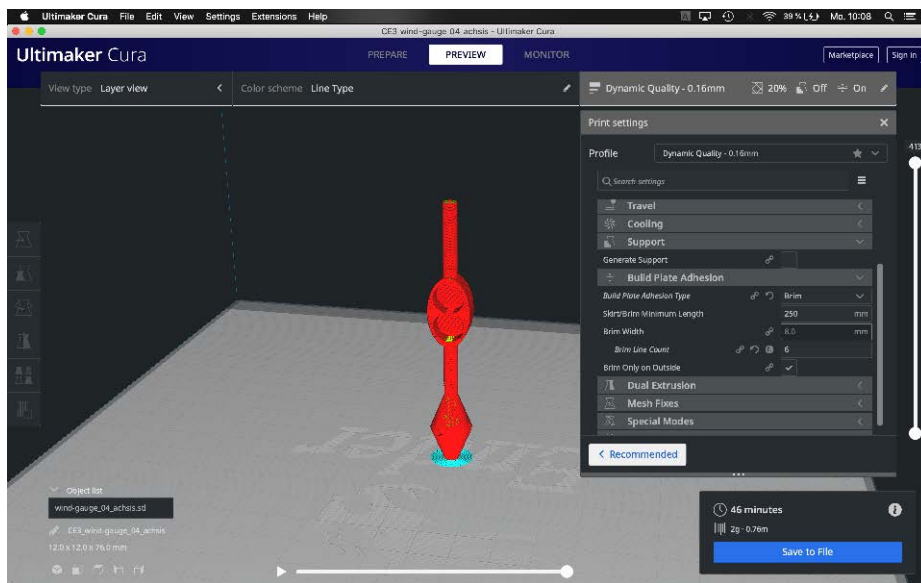 Ultimaker Cura File Edit View Settings Extensions Help 39 % Mo. 10:08
CE3 wind-gauge 04 achsis - Ultimaker Cura
Ultimaker Cura PREPARE PREVIEW MONITOR Marketplace Sign in
View type Layer view Color scheme Line Type Dynamic Quality - 0.16mm 20% Off On
Print settings
Profile Dynamic Quality - 0.16mm
413
Search settings
Travel
Cooling
Support
Generate Support
Build Plate Adhesion
Build Plate Adhesion Type Brim
Skirt/Brim Minimum Length 250 mm
Brim Width 8.0 mm
Brim Line Count 6
Brim Only on Outside
Dual Extrusion
Mesh Fixes
Special Modes
Recommended
Object list
wind-gauge_04_achsis.stl
CE3_wind-gauge_04_achsis
12.0 x 12.0 x 76.0 mm
46 minutes
2g - 0.76m
Save to File